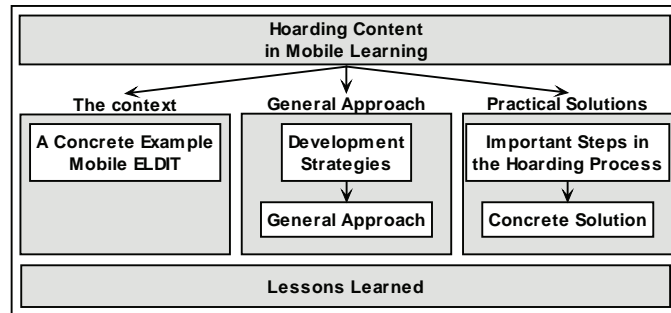 Hoarding Content
in Mobile Learning
The context
General Approach
Practical Solutions
A Concrete Example
Mobile ELDIT
Development
Strategies
General Approach
Important Steps in
the Hoarding Process
Concrete Solution
Lessons Learned